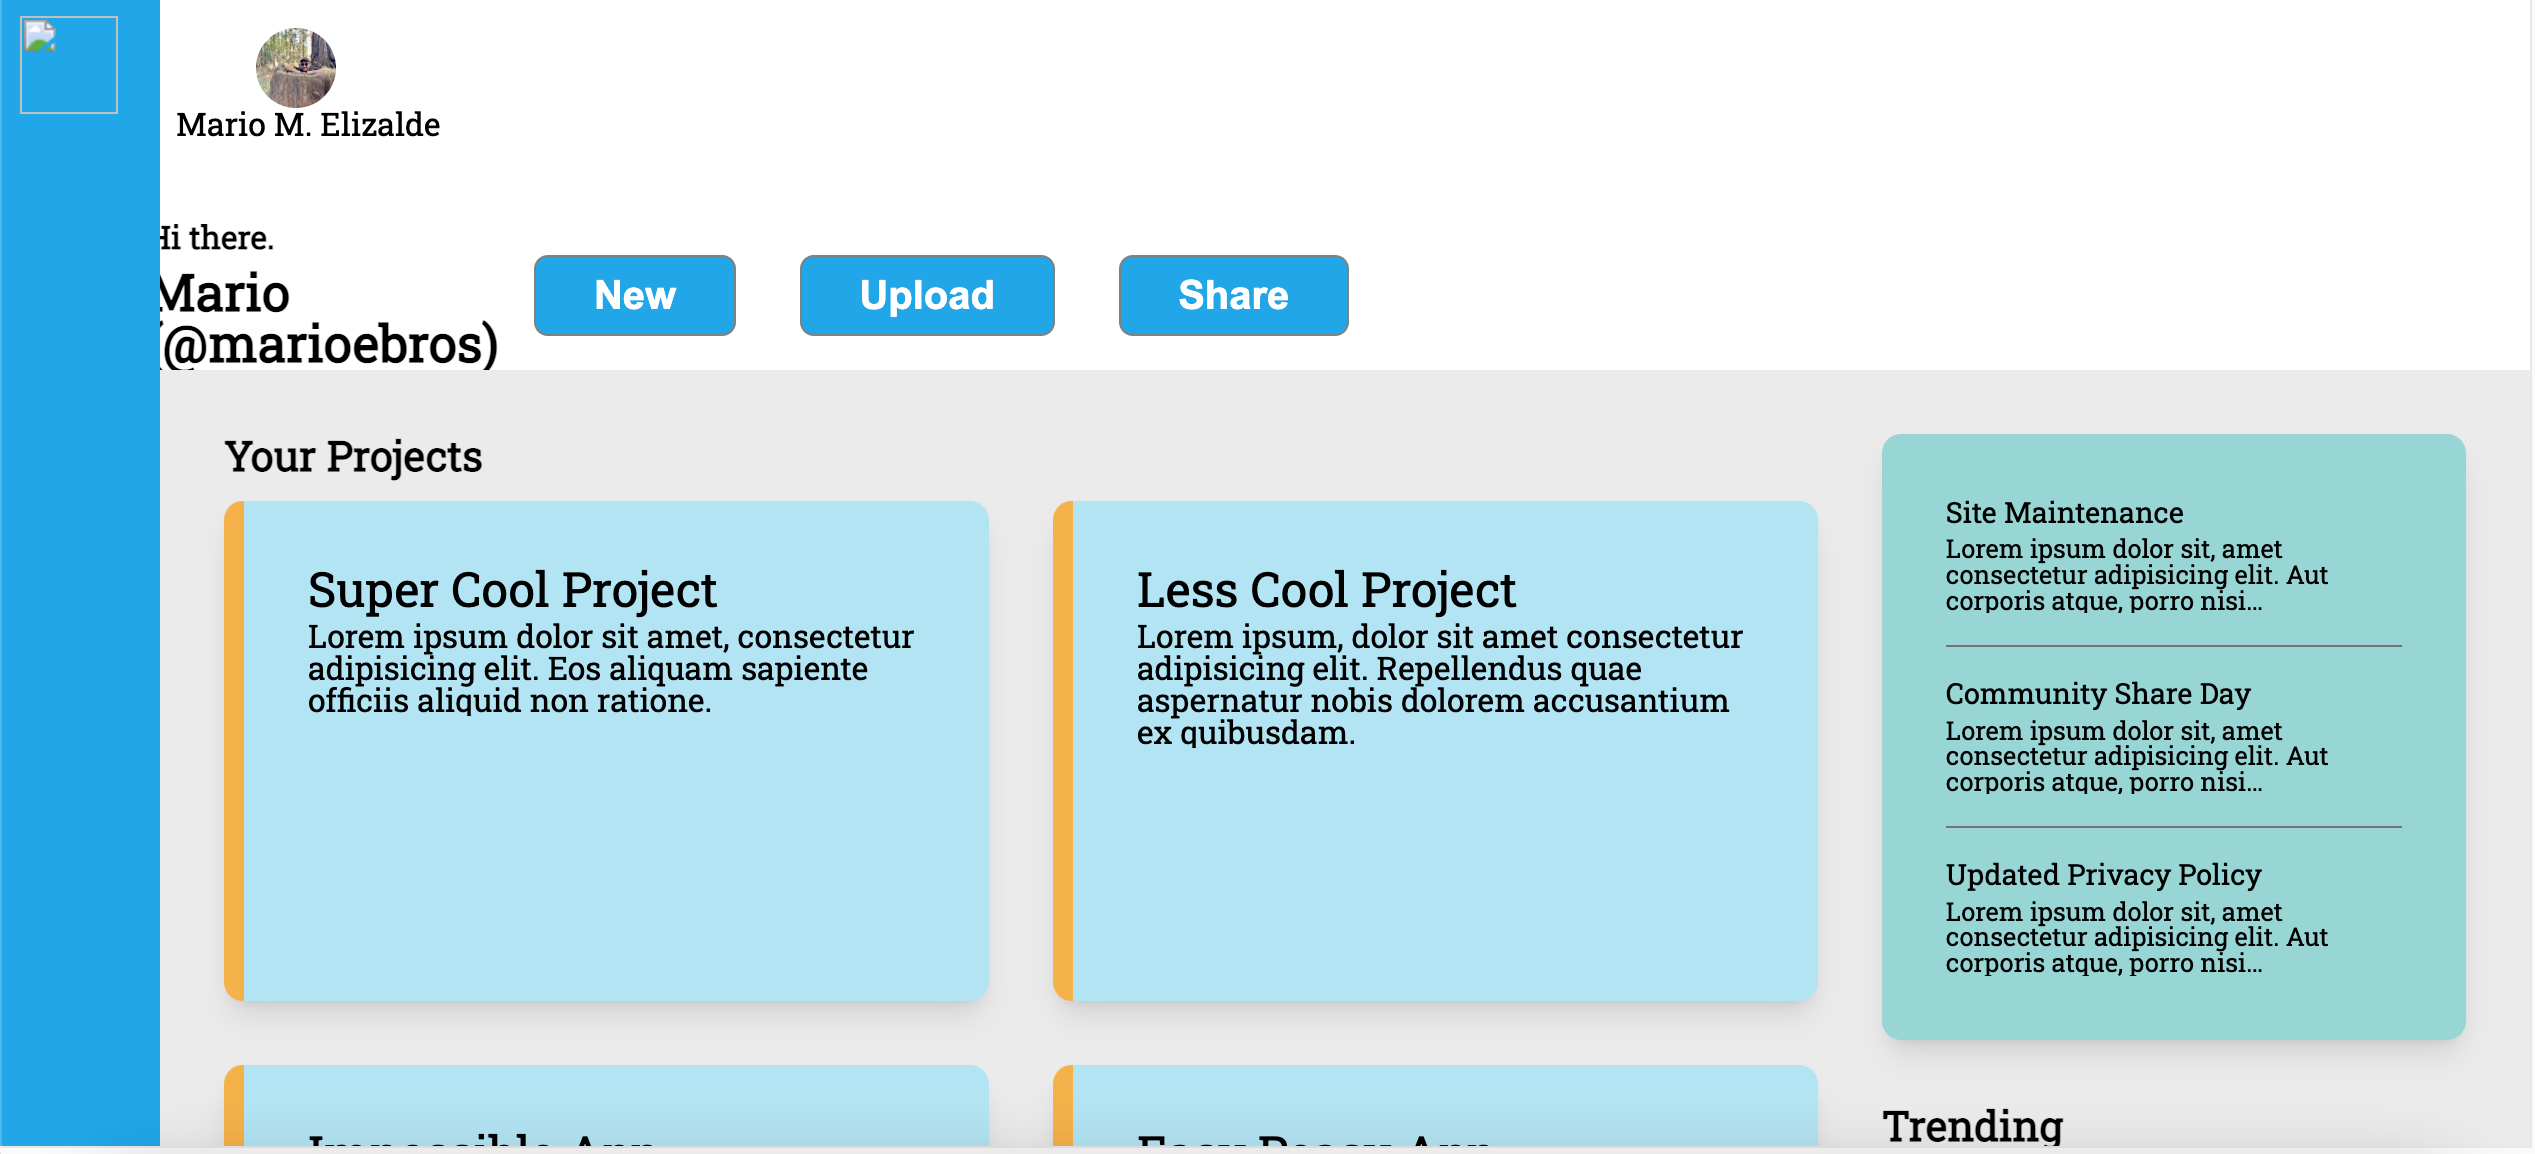 Mario M. Elizalde
Hi there.
Mario
(@marioebros)
New
Upload
Share
Your Projects
Super Cool Project
Lorem ipsum dolor sit amet, consectetur
adipisicing elit. Eos aliquam sapiente
officiis aliquid non ratione.
Less Cool Project
Lorem ipsum, dolor sit amet consectetur
adipisicing elit. Repellendus quae
aspernatur nobis dolorem accusantium
ex quibusdam.
Site Maintenance
Lorem ipsum dolor sit, amet
consectetur adipisicing elit. Aut
corporis atque, porro nisi...
Community Share Day
Lorem ipsum dolor sit, amet
consectetur adipisicing elit. Aut
corporis atque, porro nisi...
Updated Privacy Policy
Lorem ipsum dolor sit, amet
consectetur adipisicing elit. Aut
corporis atque, porro nisi...
Impossible App
Easy Peasy App
Trending